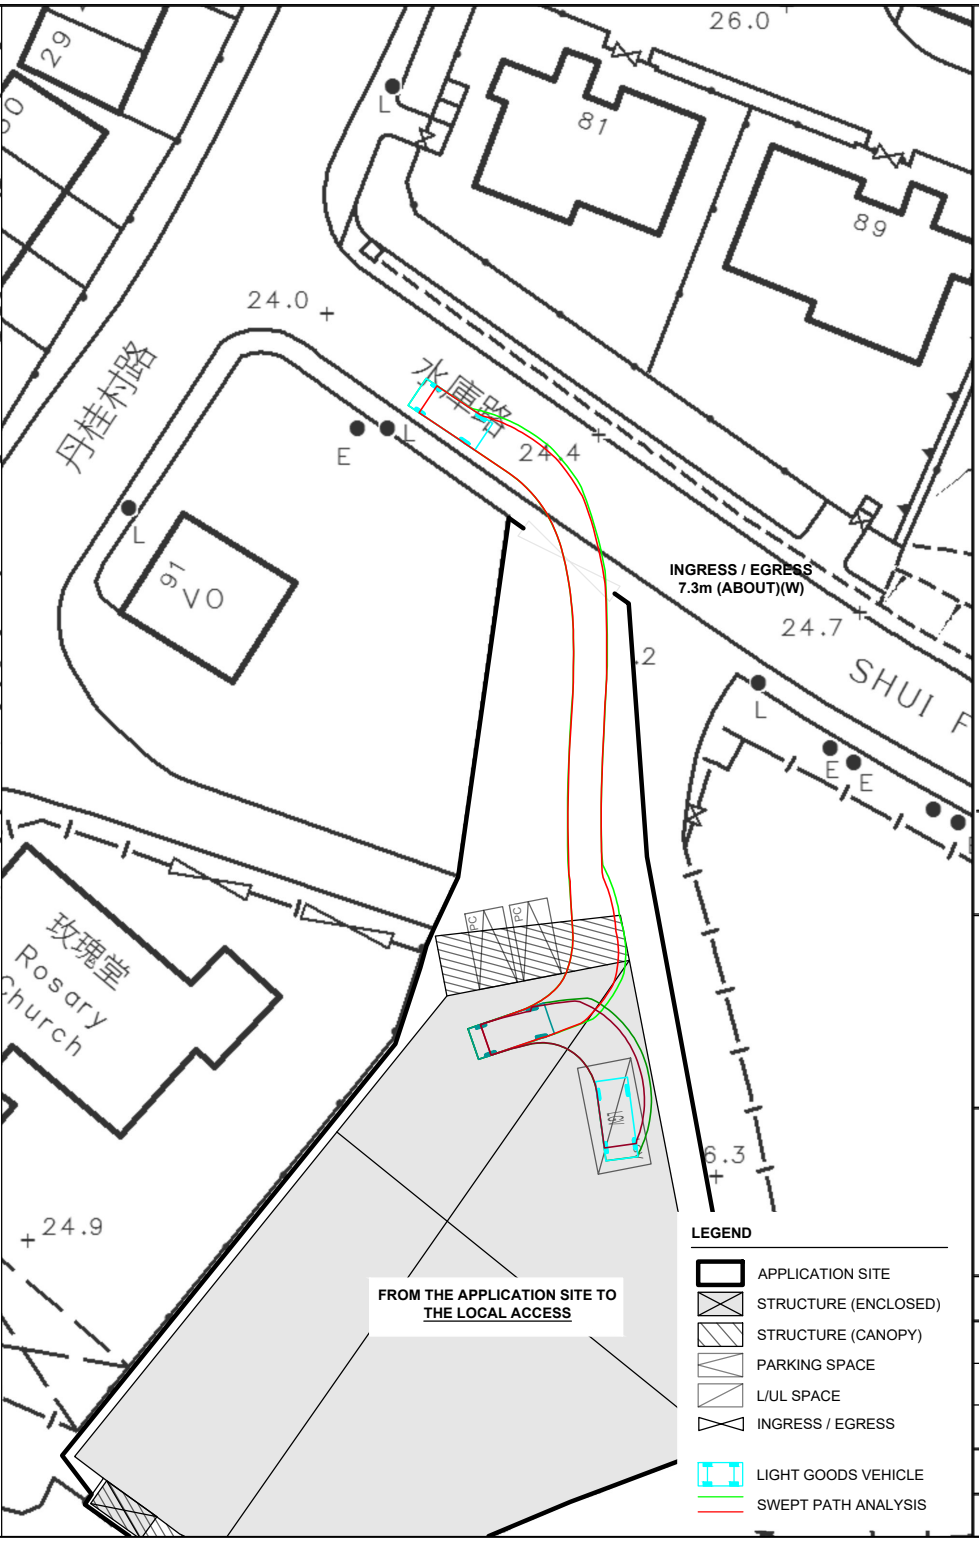 26.0
29
L
81
89
24.0
丹桂村路
水庫路
L
E
24.4
L
91
VO
INGRESS / EGRESS
7.3m (ABOUT)(W)
24.7
.2
SHUI F
L
E
E
PC
PC
玫瑰堂
Rosary
Church
6.3
24.9
FROM THE APPLICATION SITE TO
THE LOCAL ACCESS
LEGEND
APPLICATION SITE
STRUCTURE (ENCLOSED)
STRUCTURE (CANOPY)
PARKING SPACE
L/UL SPACE
INGRESS / EGRESS
LIGHT GOODS VEHICLE
SWEPT PATH ANALYSIS